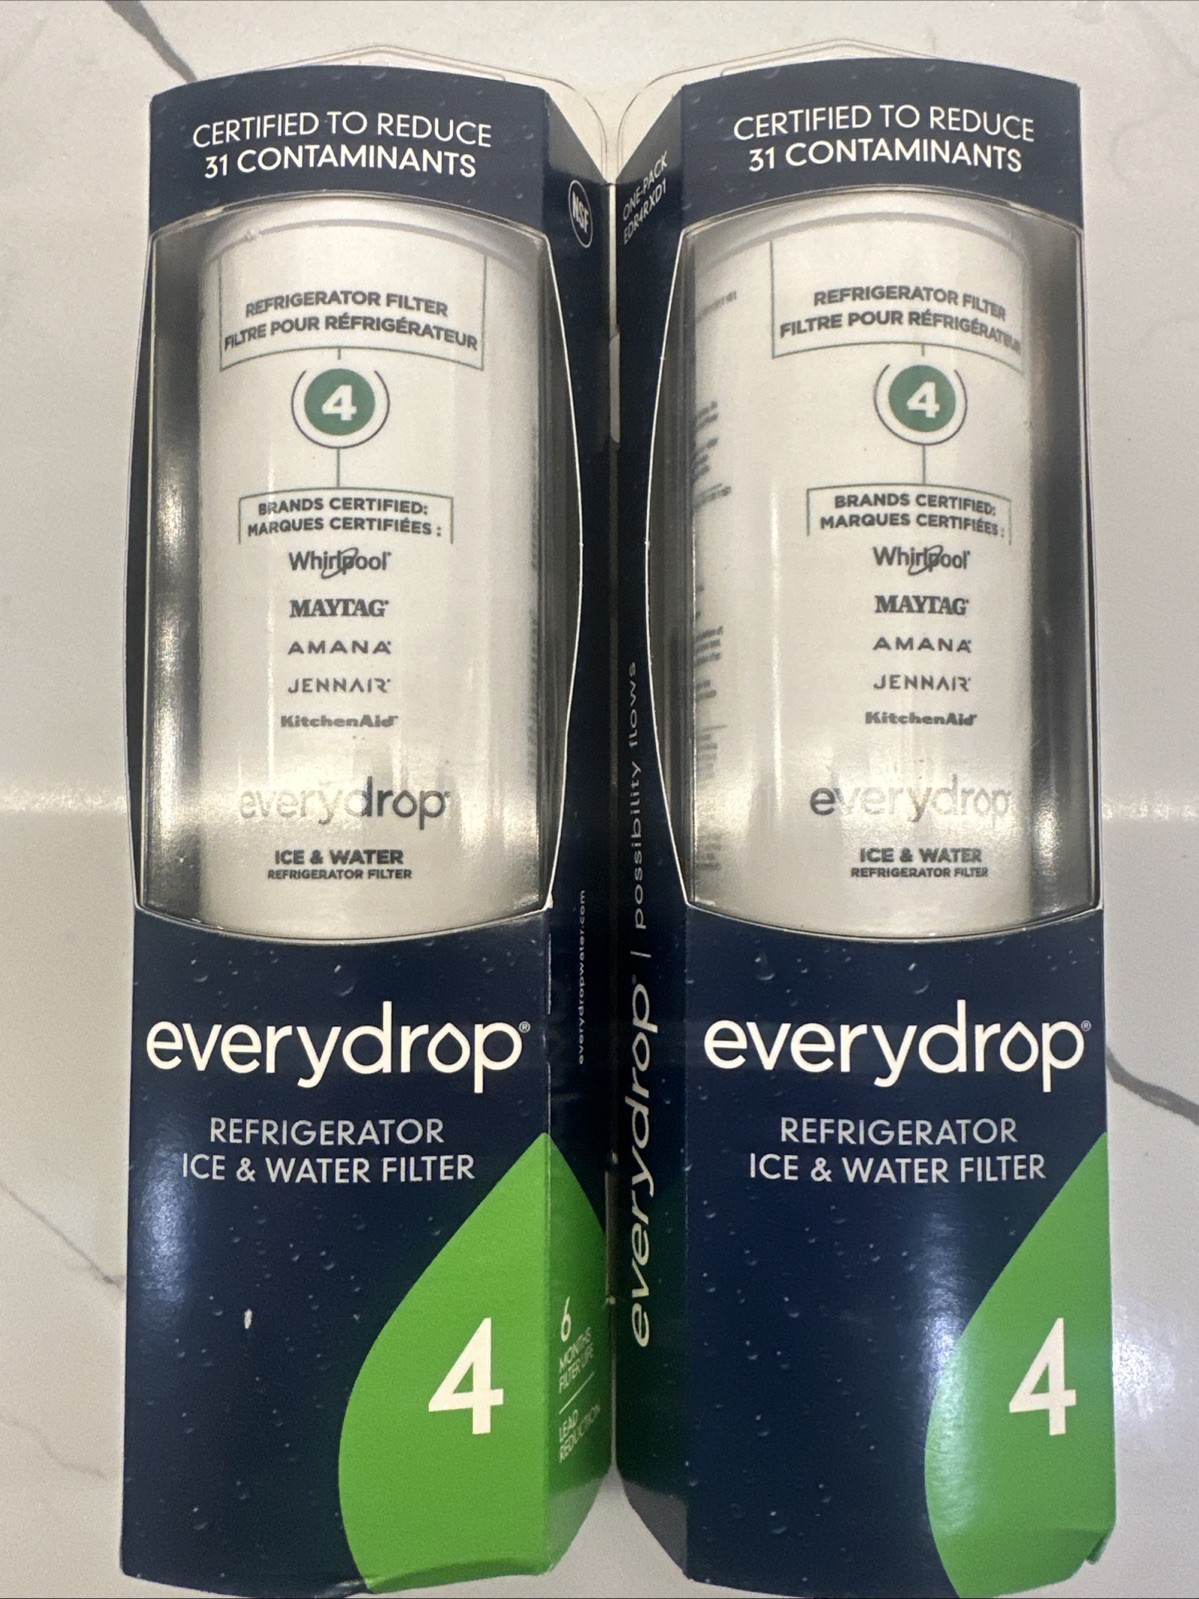 CERTIFIED TO REDUCE
31 CONTAMINANTS
NSF
REFRIGERATOR FILTER
FILTRE POUR RÉFRIGÉRATEUR
4
BRANDS CERTIFIED:
MARQUES CERTIFIÉES :
Whirlpool®
MAYTAG®
AMANA®
JENNAIR®
KitchenAid®
everydrop®
ICE & WATER
REFRIGERATOR FILTER
everydropwater.com
everydrop®
REFRIGERATOR
ICE & WATER FILTER
4
6
MONTHS
FILTER LIFE
LEAD
REDUCTION
ONE-PACK
EDR4RXD1
everydrop® | possibility flows
CERTIFIED TO REDUCE
31 CONTAMINANTS
REFRIGERATOR FILTER
FILTRE POUR RÉFRIGÉRATEUR
4
BRANDS CERTIFIED:
MARQUES CERTIFIÉES :
Whirlpool®
MAYTAG®
AMANA®
JENNAIR®
KitchenAid®
everydrop®
ICE & WATER
REFRIGERATOR FILTER
everydrop®
REFRIGERATOR
ICE & WATER FILTER
4